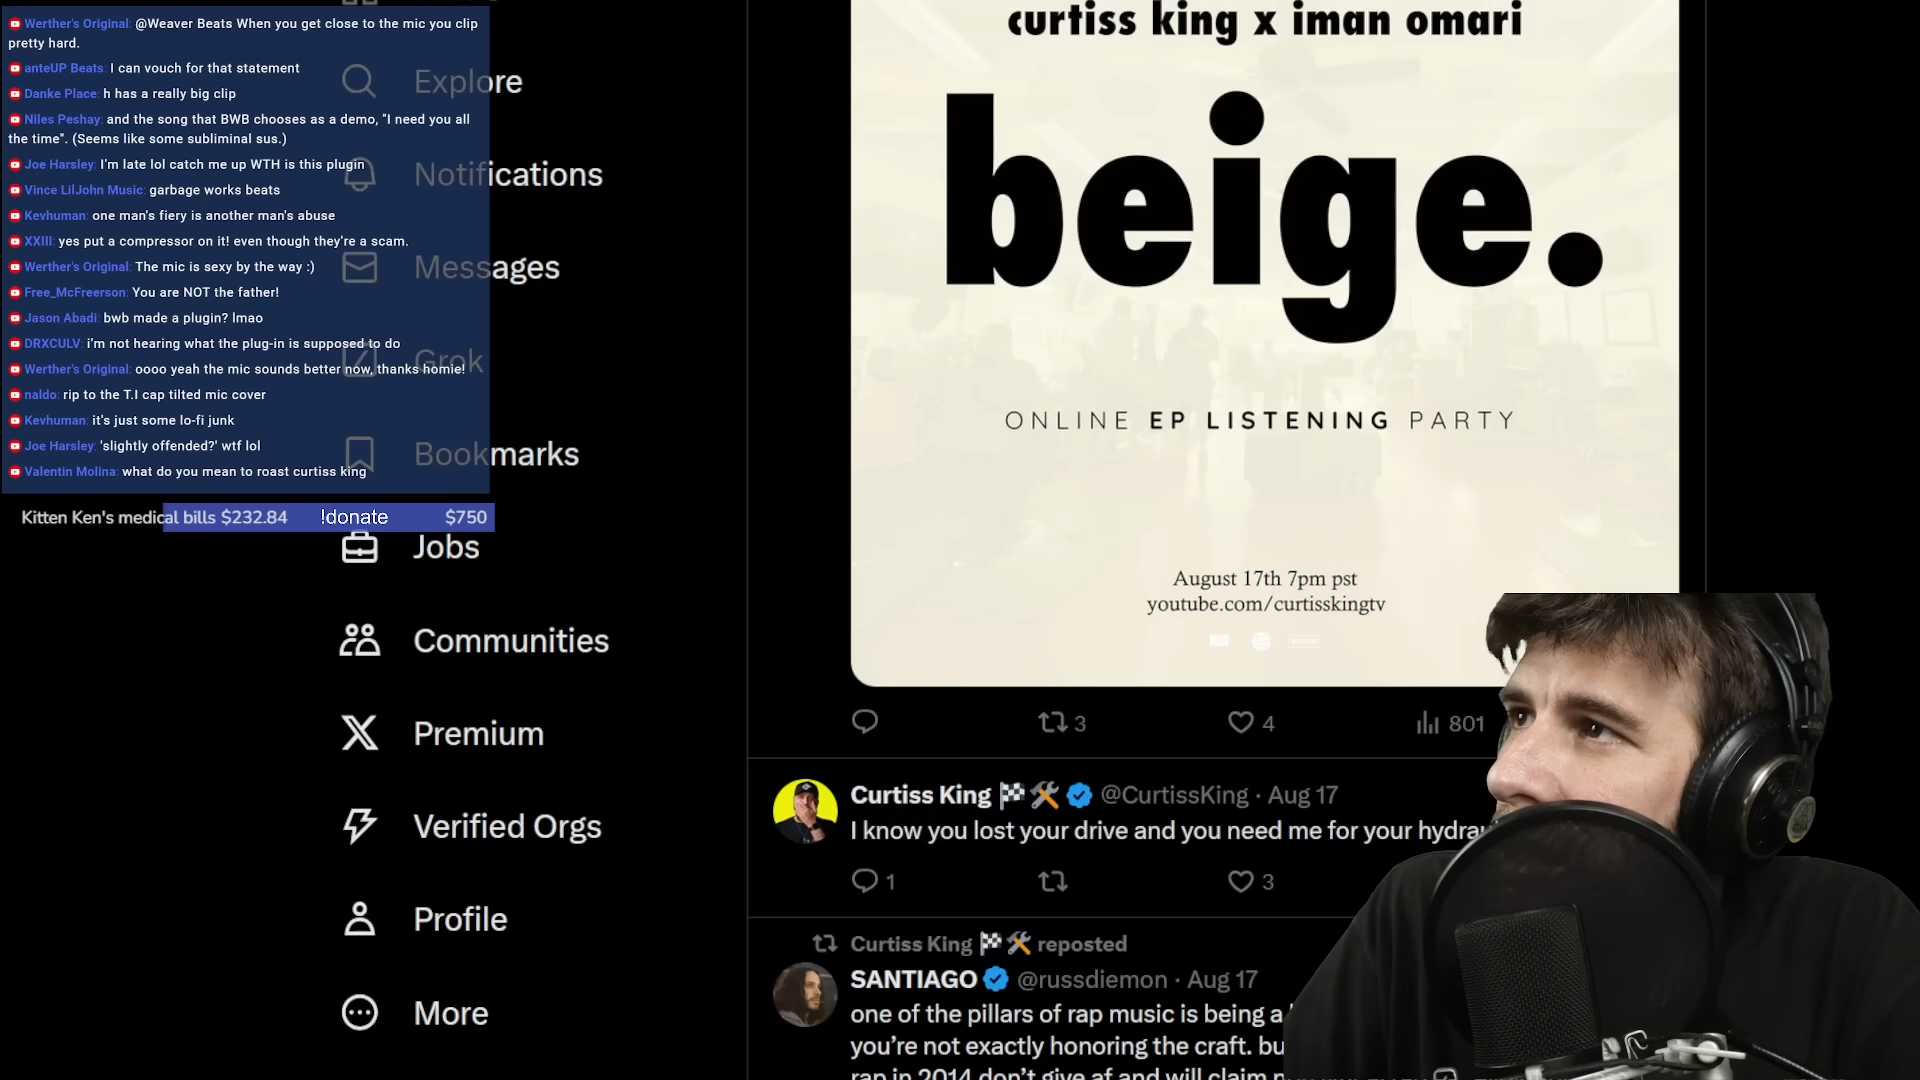 Werther's Original: @Weaver Beats When you get close to the mic you clip
pretty hard.
anteUP Beats: I can vouch for that statement
Danke Place: h has a really big clip
Niles Peshay: and the song that BWB chooses as a demo, "I need you all
the time". (Seems like some subliminal sus.)
Joe Harsley: I'm late lol catch me up WTH is this plugin
Vince LilJohn Music: garbage works beats
Kevhuman: one man's fiery is another man's abuse
XXIII: yes put a compressor on it! even though they're a scam.
Werther's Original: The mic is sexy by the way :)
Free_McFreerson: You are NOT the father!
Jason Abadi: bwb made a plugin? lmao
DRXCULV: i'm not hearing what the plug-in is supposed to do
Werther's Original: oooo yeah the mic sounds better now, thanks homie!
naldo: rip to the T.I cap tilted mic cover
Kevhuman: it's just some lo-fi junk
Joe Harsley: 'slightly offended?' wtf lol
Valentin Molina: what do you mean to roast curtiss king
Kitten Ken's medical bills $232.84 !donate $750
Explore
Notifications
Messages
Grok
Bookmarks
Jobs
Communities
Premium
Verified Orgs
Profile
More
curtiss king x iman omari
beige.
ONLINE EP LISTENING PARTY
August 17th 7pm pst
youtube.com/curtisskingtv
3 4 801
Curtiss King @CurtissKing · Aug 17
I know you lost your drive and you need me for your
1 3
Curtiss King reposted
SANTIAGO @russdiemon · Aug 17
one of the pillars of rap music is being a
you're not exactly honoring the craft.
rap in 2014 don't give af and will claim